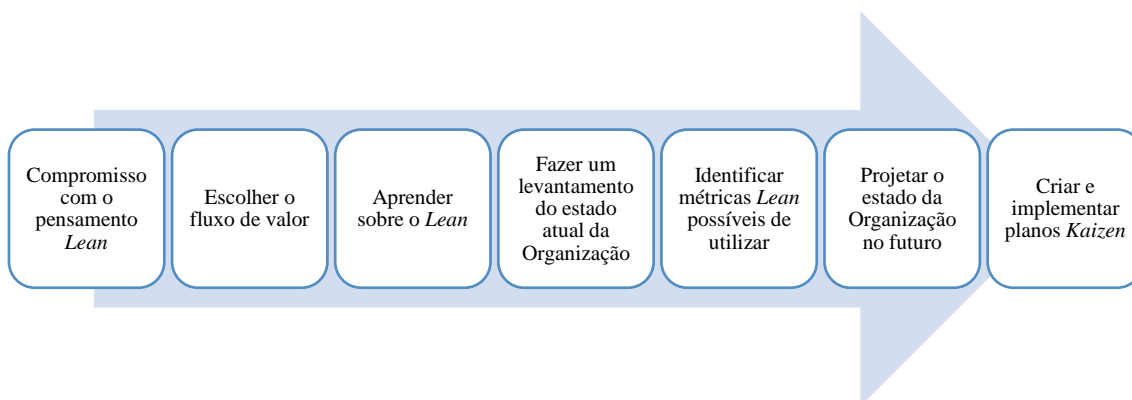 Compromisso
com o
pensamento
Lean
Escolher o
fluxo de valor
Aprender
sobre o Lean
Fazer um
levantamento
do estado
atual da
Organização
Identificar
métricas Lean
possíveis de
utilizar
Projetar o
estado da
Organização
no futuro
Criar e
implementar
planos Kaizen